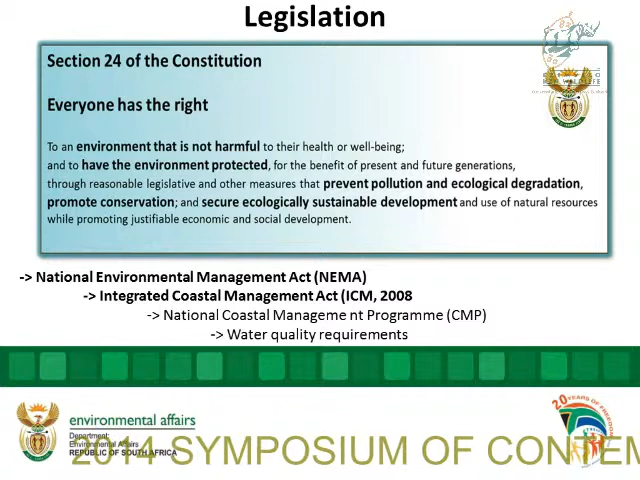 Legislation
Section 24 of the Constitution
Everyone has the right
To an environment that is not harmful to their health or well-being;
and to have the environment protected, for the benefit of present and future generations,
through reasonable legislative and other measures that prevent pollution and ecological degradation,
promote conservation; and secure ecologically sustainable development and use of natural resources
while promoting justifiable economic and social development.
-> National Environmental Management Act (NEMA)
-> Integrated Coastal Management Act (ICM, 2008
-> National Coastal Manageme nt Programme (CMP)
-> Water quality requirements
environmental affairs
Department:
Environmental Affairs
REPUBLIC OF SOUTH AFRICA
20 YEARS OF FREEDOM
2014 SYMPOSIUM OF CONTEM